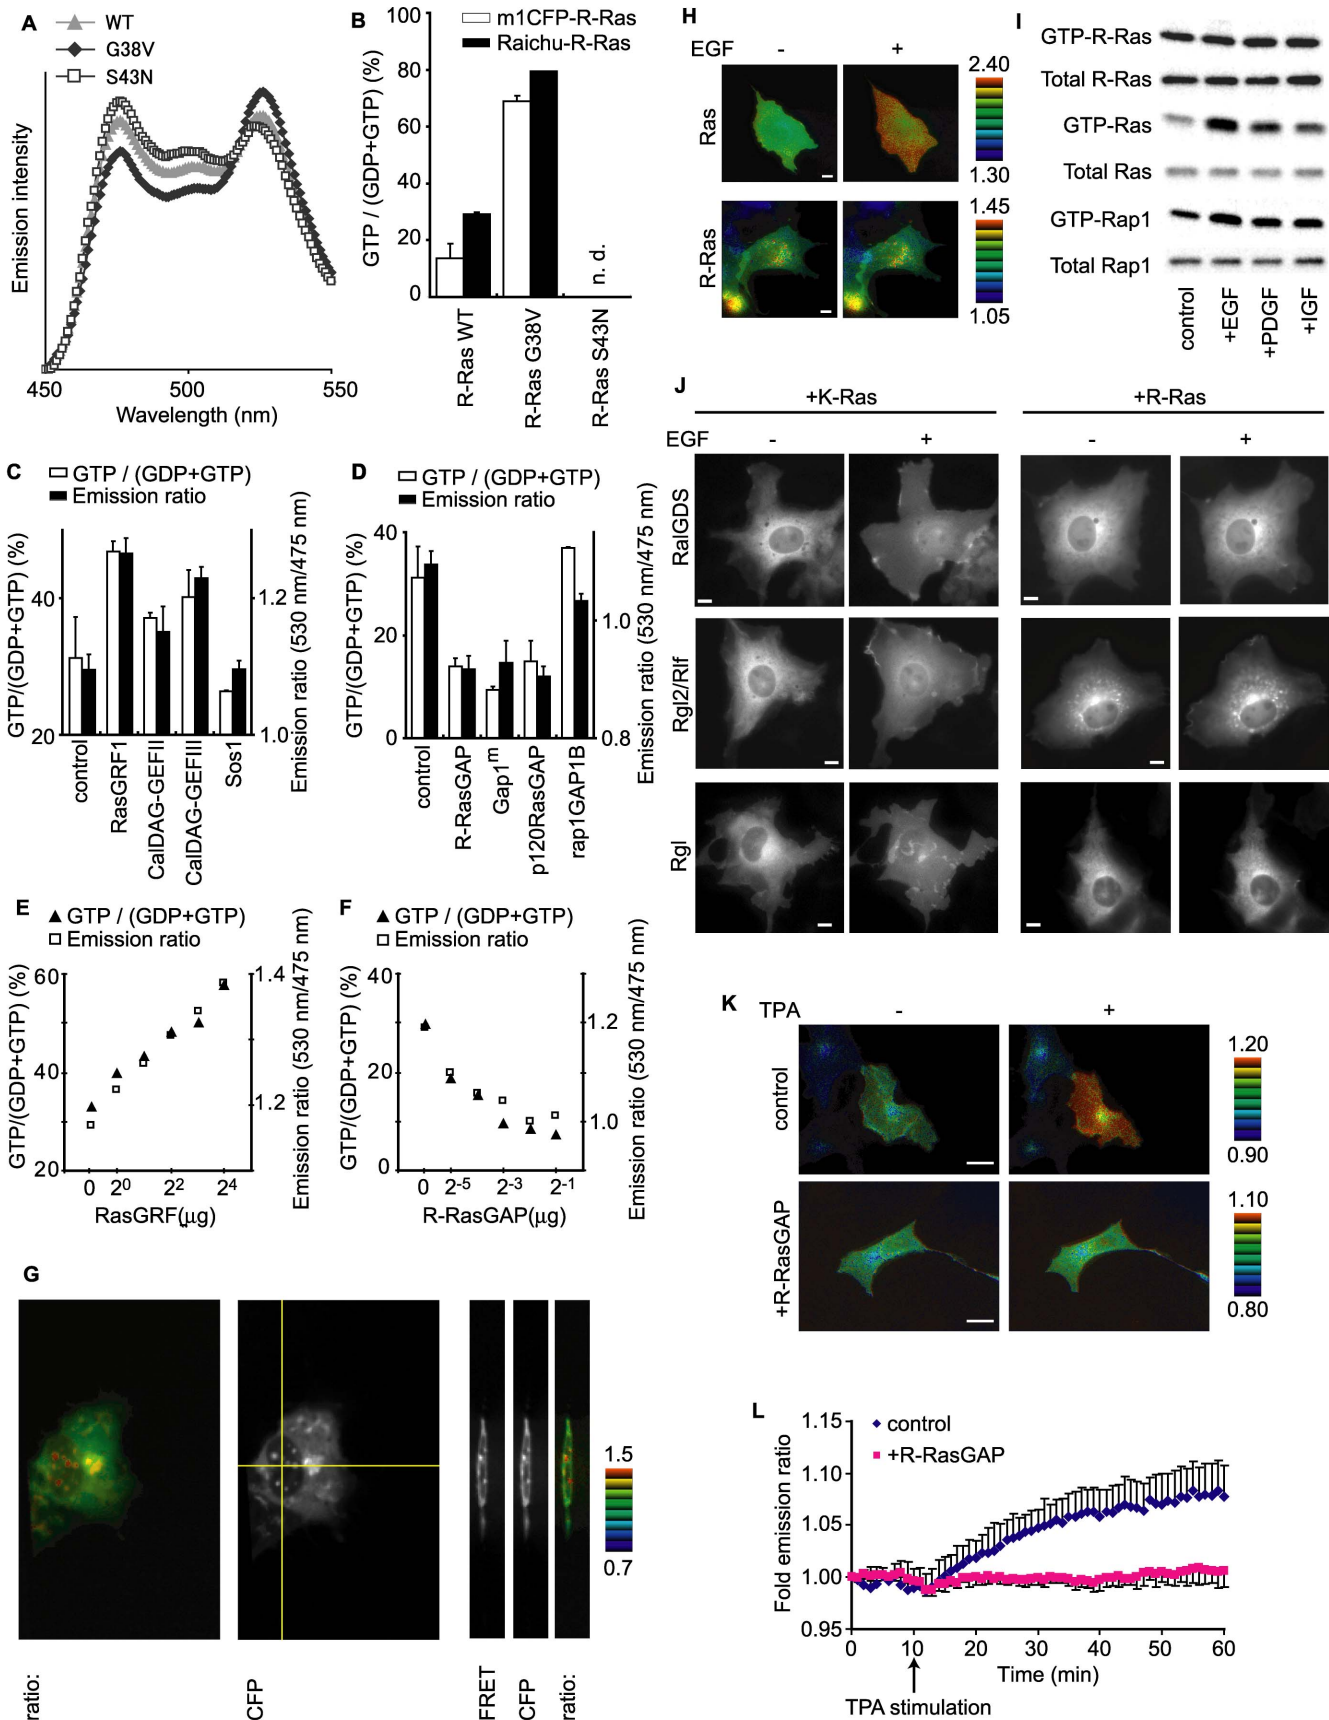 A
WT
G38V
S43N
Emission intensity
450
500
550
Wavelength (nm)
B
m1CFP-R-Ras
Raichu-R-Ras
GTP / (GDP+GTP) (%)
100
80
60
40
20
0
n. d.
R-Ras WT
R-Ras G38V
R-Ras S43N
C
GTP / (GDP+GTP)
Emission ratio
GTP/(GDP+GTP) (%)
40
20
1.2
1.0
Emission ratio (530 nm/475 nm)
control
RasGRF1
CalDAG-GEFII
CalDAG-GEFIII
Sos1
D
GTP / (GDP+GTP)
Emission ratio
GTP/(GDP+GTP) (%)
40
20
0
1.0
0.8
Emission ratio (530 nm/475 nm)
control
R-RasGAP
Gap1m
p120RasGAP
rap1GAP1B
E
GTP / (GDP+GTP)
Emission ratio
GTP/(GDP+GTP) (%)
60
40
20
1.4
1.2
Emission ratio (530 nm/475 nm)
0 2⁰ 2² 2⁴
RasGRF(µg)
F
GTP / (GDP+GTP)
Emission ratio
GTP/(GDP+GTP) (%)
40
20
0
1.2
1.0
Emission ratio (530 nm/475 nm)
0 2⁻⁵ 2⁻³ 2⁻¹
R-RasGAP(µg)
G
1.5
0.7
ratio:
CFP
FRET
CFP
ratio:
H
EGF - +
Ras
2.40
1.30
R-Ras
1.45
1.05
I
GTP-R-Ras
Total R-Ras
GTP-Ras
Total Ras
GTP-Rap1
Total Rap1
control
+EGF
+PDGF
+IGF
J
+K-Ras +R-Ras
EGF - + - +
RalGDS
Rgl2/Rlf
Rgl
K
TPA - +
control
1.20
0.90
+R-RasGAP
1.10
0.80
L
control
+R-RasGAP
Fold emission ratio
1.15
1.10
1.05
1.00
0.95
0 10 20 30 40 50 60
Time (min)
TPA stimulation